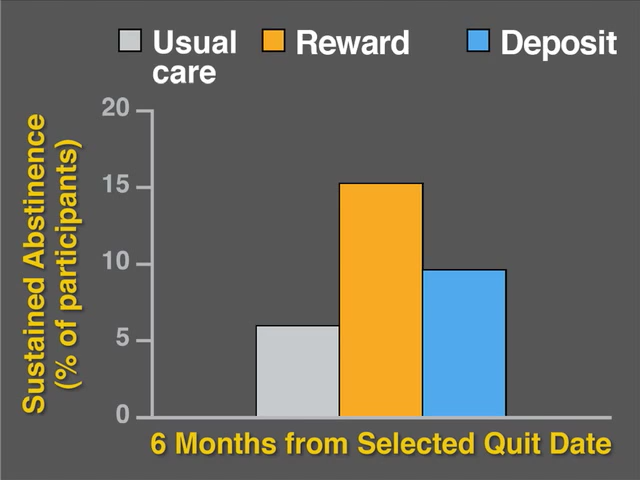 Usual care
Reward
Deposit
Sustained Abstinence
(% of participants)
20
15
10
5
0
6 Months from Selected Quit Date